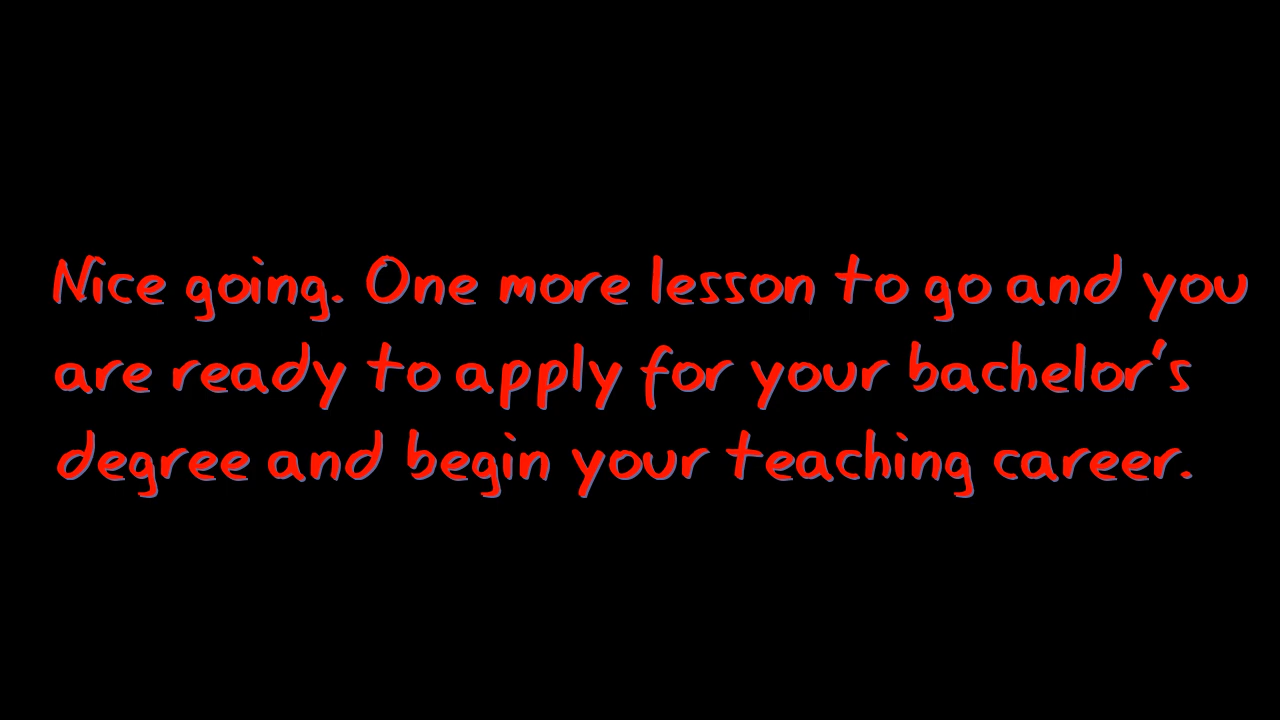 Nice going. One more lesson to go and you
are ready to apply for your bachelor's
degree and begin your teaching career.